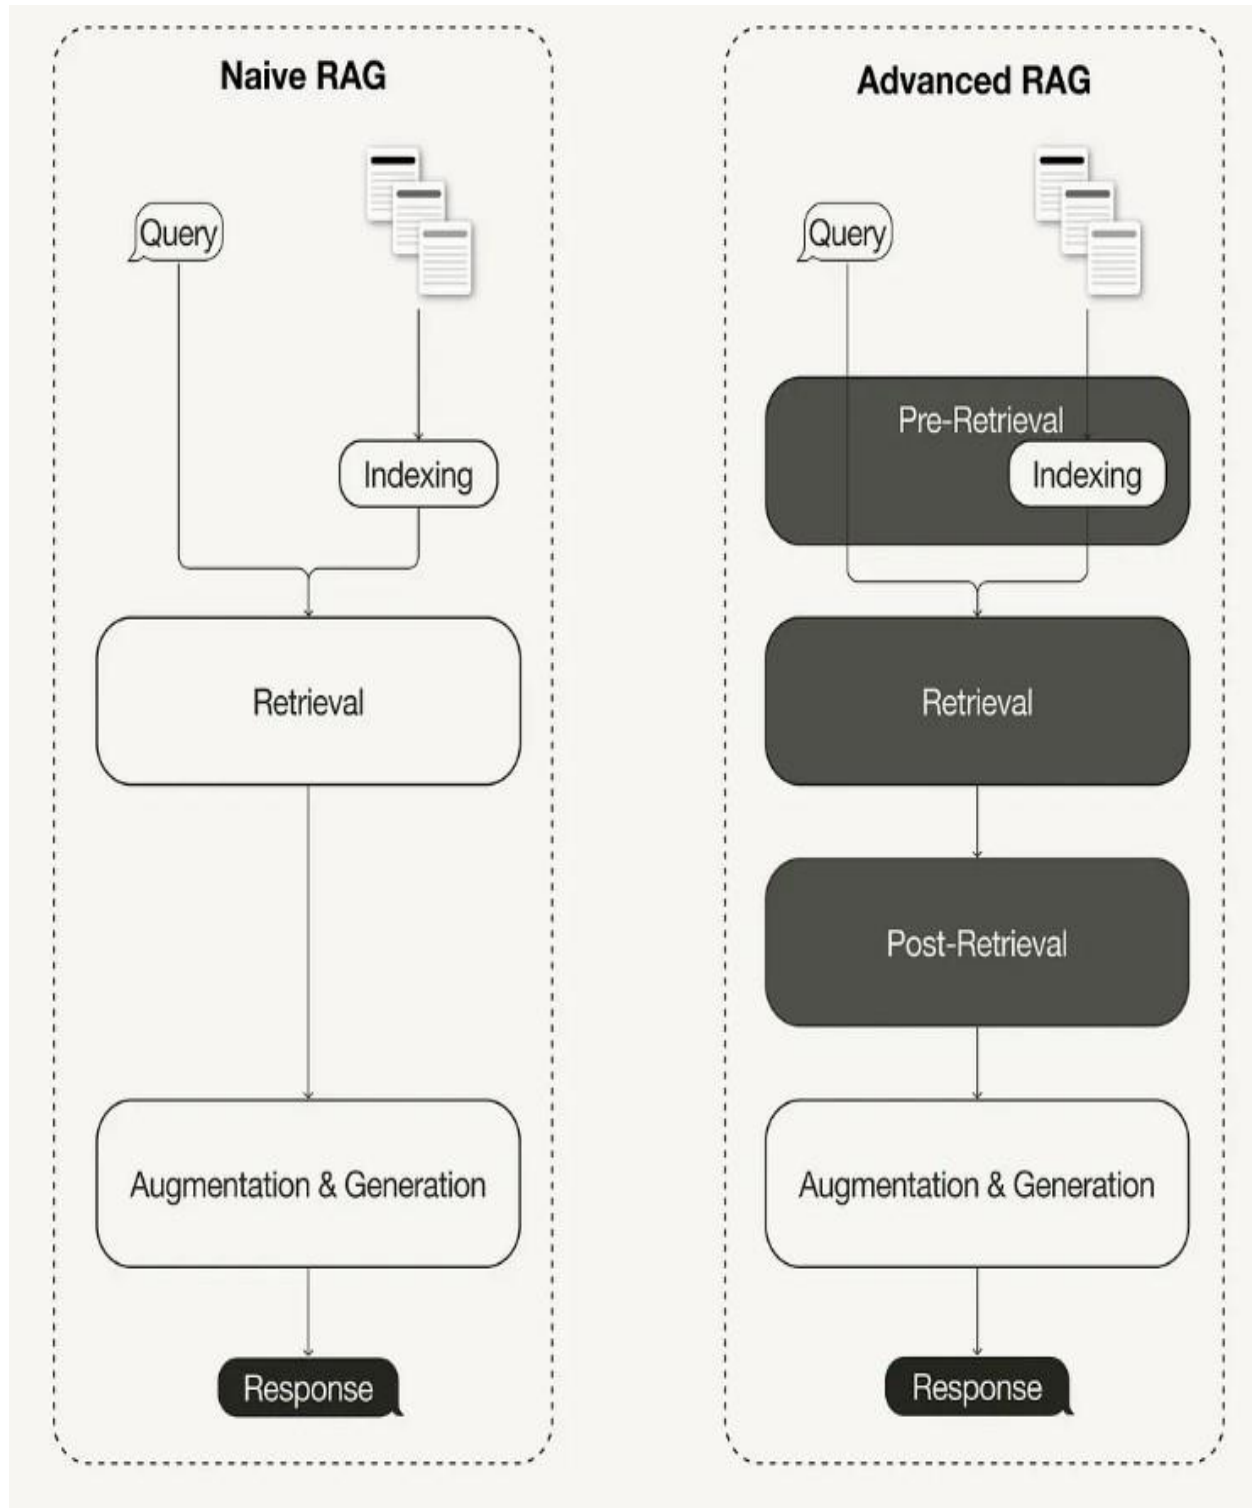 Naive RAG
Query
Indexing
Retrieval
Augmentation & Generation
Response
Advanced RAG
Query
Pre-Retrieval
Indexing
Retrieval
Post-Retrieval
Augmentation & Generation
Response